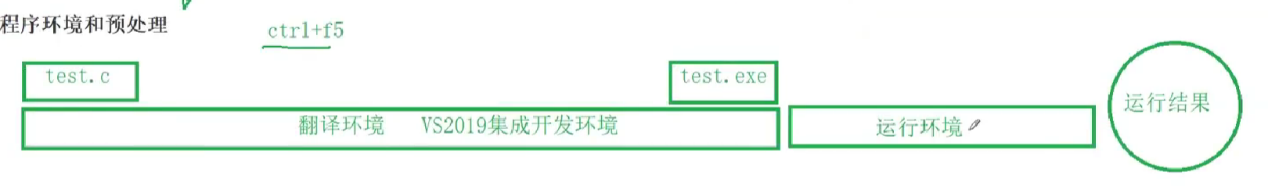 程序环境和预处理
ctrl+f5
test.c
test.exe
翻译环境 VS2019集成开发环境
运行环境
运行结果